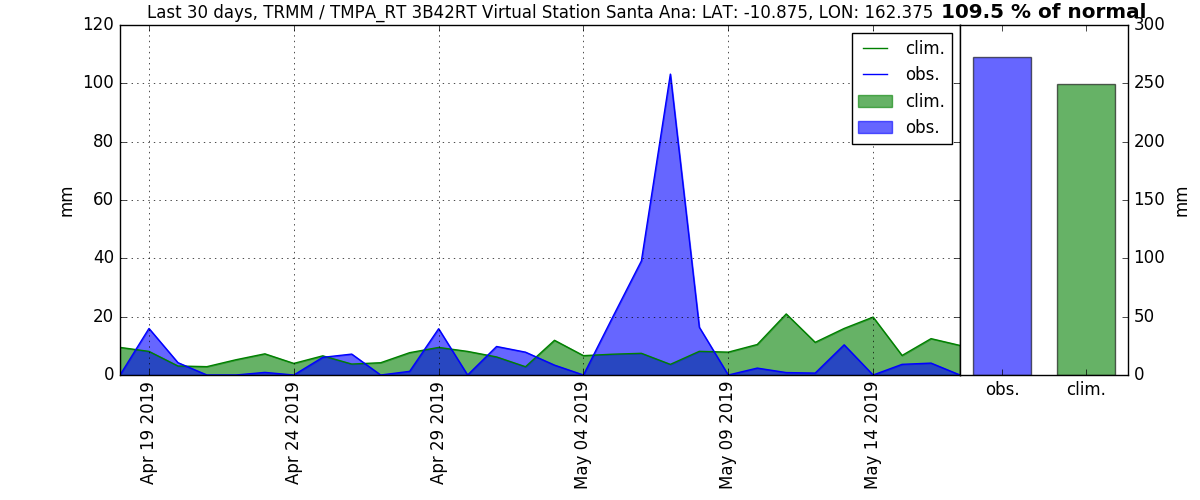 Last 30 days, TRMM / TMPA_RT 3B42RT Virtual Station Santa Ana: LAT: -10.875, LON: 162.375 109.5 % of normal
clim.
obs.
clim.
obs.
mm
120
100
80
60
40
20
0
Apr 19 2019
Apr 24 2019
Apr 29 2019
May 04 2019
May 09 2019
May 14 2019
300
250
200
150
100
50
0
mm
obs. clim.